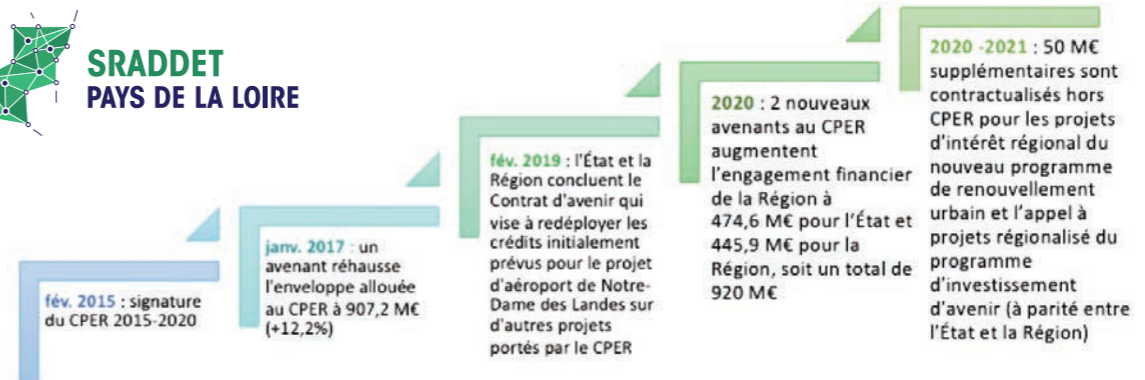 SRADDET
PAYS DE LA LOIRE
fév. 2015 : signature
du CPER 2015-2020
janv. 2017 : un
avenant réhausse
l'enveloppe allouée
au CPER à 907,2 M€
(+12,2%)
fév. 2019 : l'État et la
Région concluent le
Contrat d'avenir qui
vise à redéployer les
crédits initialement
prévus pour le projet
d'aéroport de Notre-
Dame des Landes sur
d'autres projets
portés par le CPER
2020 : 2 nouveaux
avenants au CPER
augmentent
l'engagement financier
de la Région à
474,6 M€ pour l'État et
445,9 M€ pour la
Région, soit un total de
920 M€
2020 -2021 : 50 M€
supplémentaires sont
contractualisés hors
CPER pour les projets
d'intérêt régional du
nouveau programme
de renouvellement
urbain et l'appel à
projets régionalisé du
programme
d'investissement
d'avenir (à parité entre
l'État et la Région)